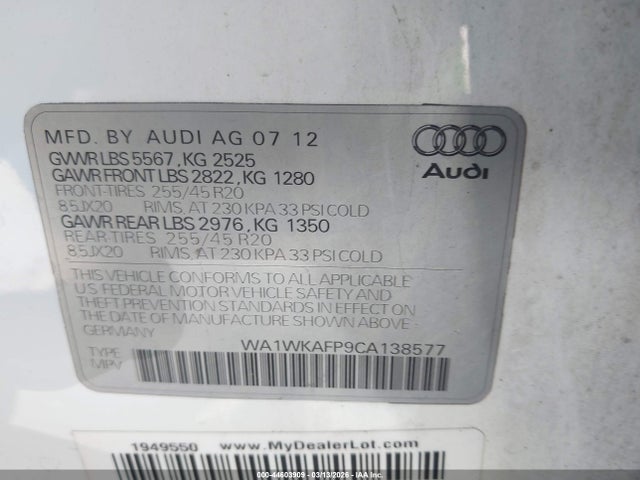 MFD. BY AUDI AG 07 12
GVWR LBS 5567, KG 2525
GAWR FRONT LBS 2822, KG 1280
FRONT-TIRES 255/45 R20
85JX20 RIMS, AT 230 KPA 33 PSI COLD
GAWR REAR LBS 2976, KG 1350
REAR-TIRES 255/45 R20
85JX20 RIMS, AT 230 KPA 33 PSI COLD
Audi
THIS VEHICLE CONFORMS TO ALL APPLICABLE
US FEDERAL MOTOR VEHICLE SAFETY AND
THEFT PREVENTION STANDARDS IN EFFECT ON THE
DATE OF MANUFACTURE SHOWN ABOVE.
GERMANY
WA1WKAFP9CA138577
TYPE
MPV
1949550 www.MyDealerLot.com
000-44603909 - 03/13/2026 - IAA Inc.